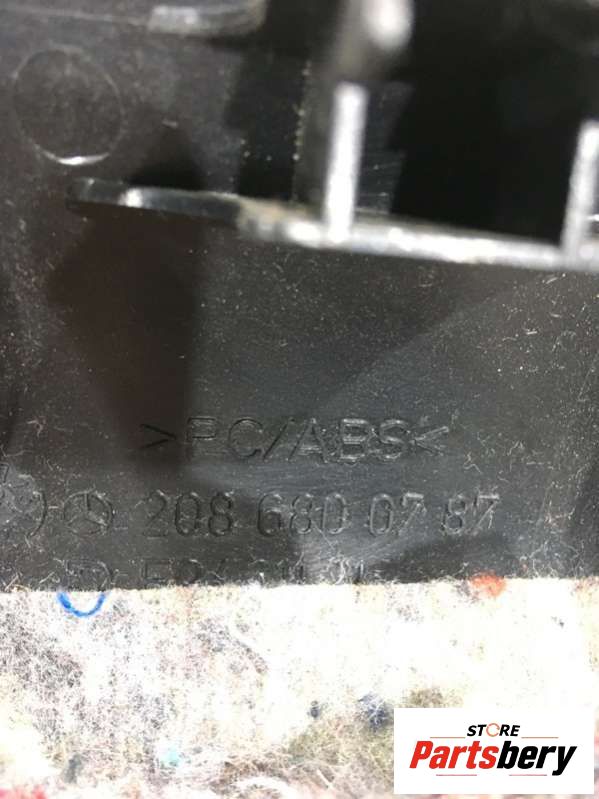 >PC/ABS<
208 680 07 87
STORE
Partsbery